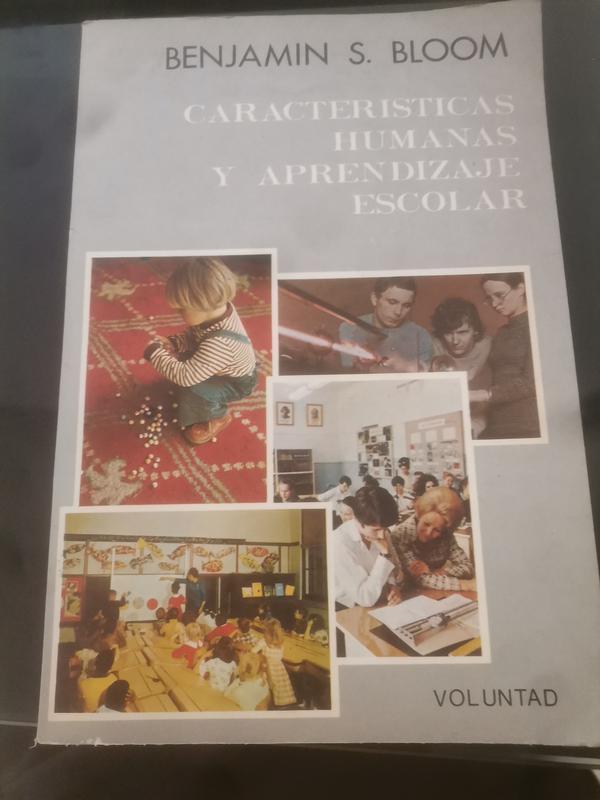 BENJAMIN S. BLOOM
CARACTERISTICAS
HUMANAS
Y APRENDIZAJE
ESCOLAR
VOLUNTAD